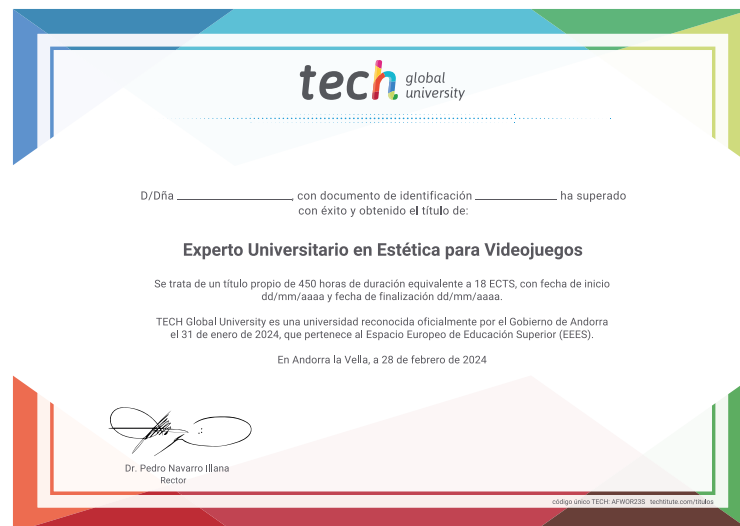 tech global university
D/Dña ____________________, con documento de identificación ______________ ha superado
con éxito y obtenido el título de:
Experto Universitario en Estética para Videojuegos
Se trata de un título propio de 450 horas de duración equivalente a 18 ECTS, con fecha de inicio
dd/mm/aaaa y fecha de finalización dd/mm/aaaa.
TECH Global University es una universidad reconocida oficialmente por el Gobierno de Andorra
el 31 de enero de 2024, que pertenece al Espacio Europeo de Educación Superior (EEES).
En Andorra la Vella, a 28 de febrero de 2024
Dr. Pedro Navarro Illana
Rector
código único TECH: AFWOR23S techtitute.com/titulos